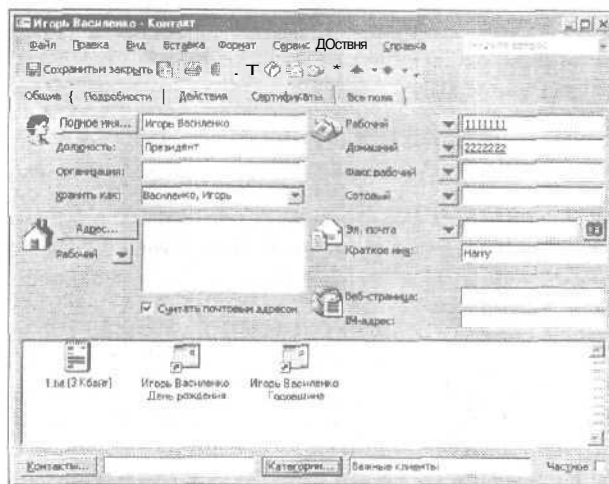 Игорь Василенко - Контакт
Файл Правка Вид Вставка Формат Сервис ДОствня Справка
Сохранитьи закрыть
Общие { Подробности | Действия Сертификаты Все поля
Полное имя... Игорь Василенко
Должность: Президент
Организация:
Хранить как: Василенко, Игорь
Рабочий 1111111
Домашний 2222222
Факс рабочий
Сотовый
Адрес...
Рабочий
Считать почтовым адресом
Эл. почта
Краткое имя: Harry
Веб-страница:
IM-адрес:
1.txt (3 Кбайт)
Игорь Василенко День рождения
Игорь Василенко Годовщина
Контакты... Категории... Важные клиенты Частное